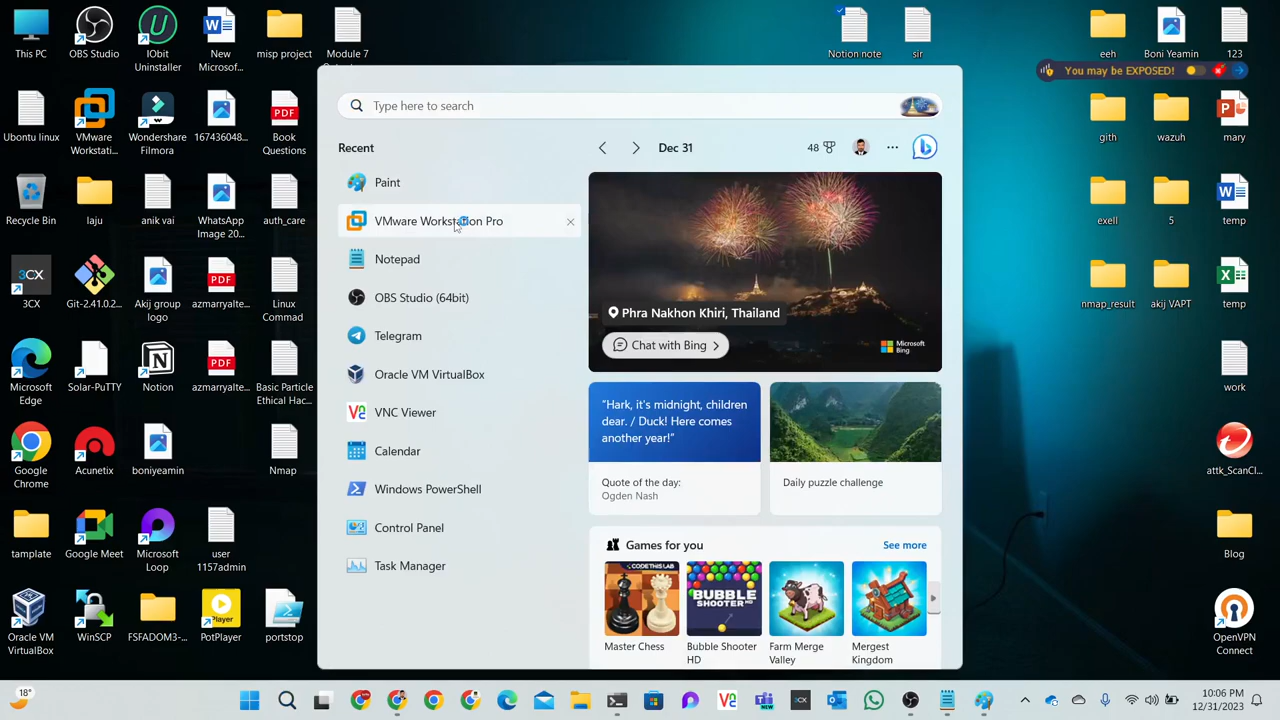 This PC
OBS Studio
IObit
Uninstaller
New
Microsof...
misp project
Module 7
Notion note
sir
eeh
Boni Yeamin
123
You may be EXPOSED!
Type here to search
Ubuntu linux
VMware
Workstati...
Wondershare
Filmora
167436048...
Book
Questions
gith
wazuh
mary
Recent
Dec 31
48
Paint
VMware Workstation Pro
Notepad
OBS Studio (64bit)
Telegram
Oracle VM VirtualBox
VNC Viewer
Calendar
Windows PowerShell
Control Panel
Task Manager
Phra Nakhon Khiri, Thailand
Chat with Bing
Microsoft
Bing
“Hark, it's midnight, children
dear. / Duck! Here comes
another year!”
Quote of the day:
Ogden Nash
Daily puzzle challenge
Games for you
See more
CODE THIS LAB
BUBBLE
SHOOTER HD
Master Chess
Bubble Shooter
HD
Farm Merge
Valley
Mergest
Kingdom
Recycle Bin
laju
anik vai
WhatsApp
Image 20...
auth_care
exell
5
temp
3CX
3CX
Git-2.41.0.2...
Akij group
logo
PDF
azmarryalte...
Linux
Commad
nmap_result
akij VAPT
temp
Microsoft
Edge
Solar-PuTTY
Notion
PDF
azmarryalte...
Basic Particle
Ethical Hac...
work
Google
Chrome
Acunetix
boniyeamin
Nmap
attk_ScanCl...
tamplate
Google Meet
Microsoft
Loop
user
1157admin
Blog
Oracle VM
VirtualBox
WinSCP
FSFADOM3-...
PotPlayer
portstop
OpenVPN
Connect
18°
10:06 PM
12/31/2023